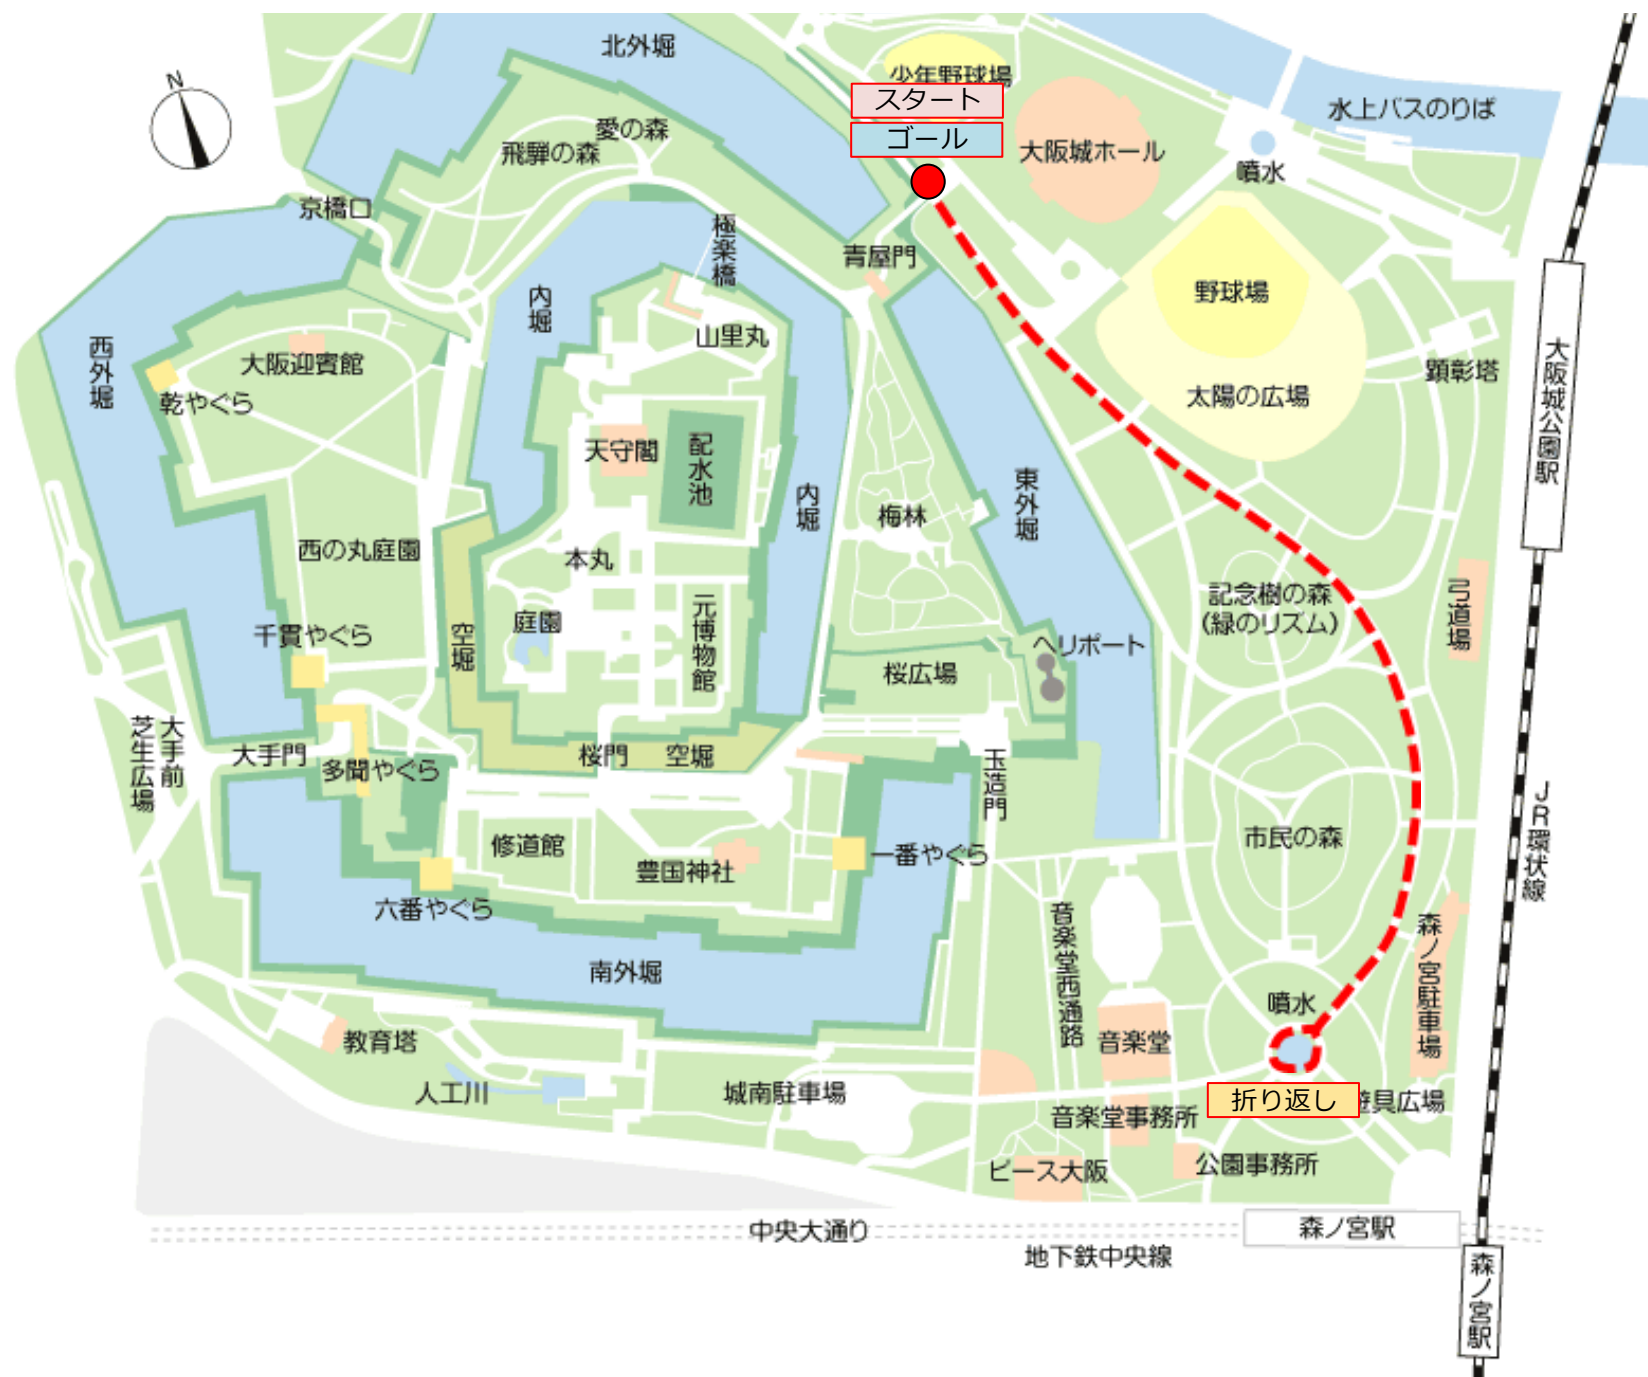 北外堀
少年野球場
スタート
ゴール
N
水上バスのりば
愛の森
飛騨の森
大阪城ホール
噴水
京橋口
極楽橋
青屋門
内堀
野球場
山里丸
西外堀
大阪迎賓館
乾やぐら
太陽の広場
顕彰塔
大阪城公園駅
天守閣
配水池
内堀
東外堀
梅林
西の丸庭園
本丸
記念樹の森
(緑のリズム)
弓道場
庭園
元博物館
空堀
千貫やぐら
ヘリポート
桜広場
大手前
芝生広場
大手門
多聞やぐら
桜門
空堀
玉造門
JR環状線
修道館
豊国神社
一番やぐら
市民の森
六番やぐら
音楽堂西通路
森ノ宮駐車場
南外堀
噴水
教育塔
音楽堂
人工川
城南駐車場
折り返し
遊具広場
音楽堂事務所
ピース大阪
公園事務所
中央大通り
森ノ宮駅
地下鉄中央線
森ノ宮駅